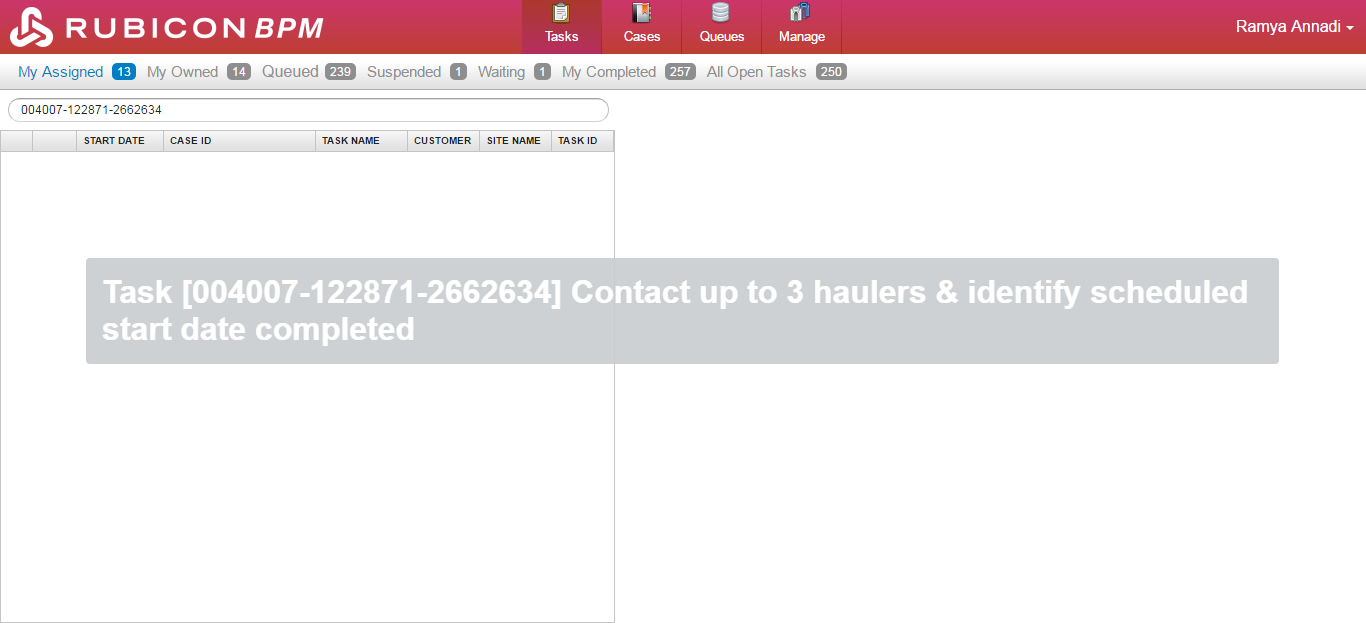 RUBICON BPM
Tasks
Cases
Queues
Manage
Ramya Annadi
My Assigned 13 My Owned 14 Queued 239 Suspended 1 Waiting 1 My Completed 257 All Open Tasks 250
004007-122871-2662634
START DATE CASE ID TASK NAME CUSTOMER SITE NAME TASK ID
Task [004007-122871-2662634] Contact up to 3 haulers & identify scheduled
start date completed